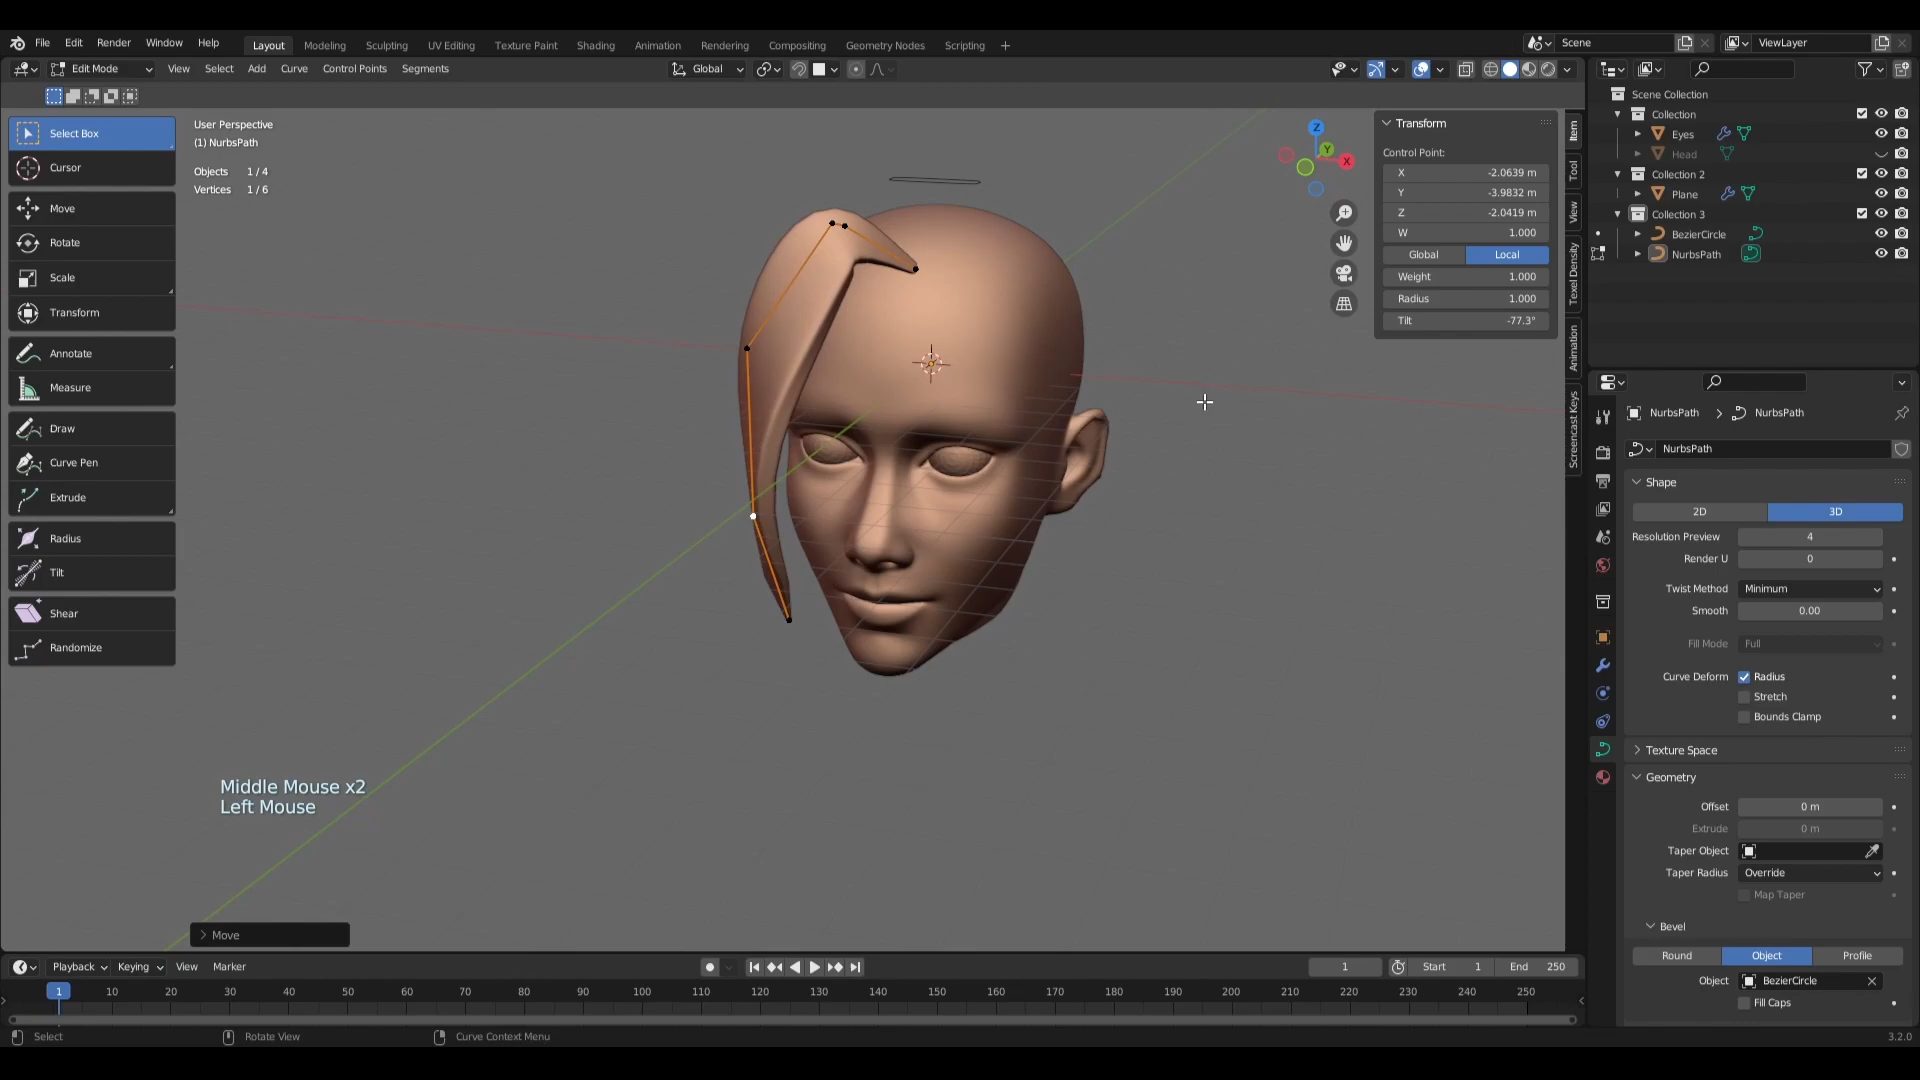 File Edit Render Window Help Layout Modeling Sculpting UV Editing Texture Paint Shading Animation Rendering Compositing Geometry Nodes Scripting + Scene ViewLayer
Edit Mode View Select Add Curve Control Points Segments Global
Select Box
Cursor
Move
Rotate
Scale
Transform
Annotate
Measure
Draw
Curve Pen
Extrude
Radius
Tilt
Shear
Randomize
User Perspective
(1) NurbsPath
Objects 1 / 4
Vertices 1 / 6
Z
Y
X
Transform
Control Point:
X -2.0639 m
Y -3.9832 m
Z -2.0419 m
W 1.000
Global Local
Weight 1.000
Radius 1.000
Tilt -77.3°
Item
Tool
View
Texel Density
Animation
Screencast Keys
Middle Mouse x2
Left Mouse
Move
Scene Collection
Collection
Eyes
Head
Collection 2
Plane
Collection 3
BezierCircle
NurbsPath
NurbsPath NurbsPath
NurbsPath
Shape
2D 3D
Resolution Preview 4
Render U 0
Twist Method Minimum
Smooth 0.00
Fill Mode Full
Curve Deform Radius
Stretch
Bounds Clamp
Texture Space
Geometry
Offset 0 m
Extrude 0 m
Taper Object
Taper Radius Override
Map Taper
Bevel
Round Object Profile
Object BezierCircle
Fill Caps
Playback Keying View Marker 1 Start 1 End 250
1 10 20 30 40 50 60 70 80 90 100 110 120 130 140 150 160 170 180 190 200 210 220 230 240 250
Select Rotate View Curve Context Menu 3.2.0